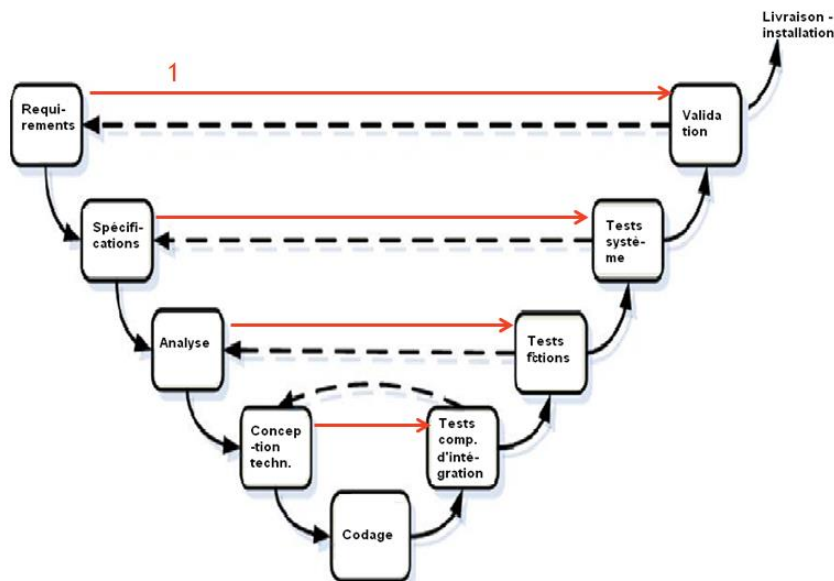 Livraison -
installation
1
Requi-
rements
Valida
tion
Spécifi-
cations
Tests
systè-
me
Analyse
Tests
fctions
Concep
-tion
techn.
Tests
comp.
d'inté-
gration
Codage